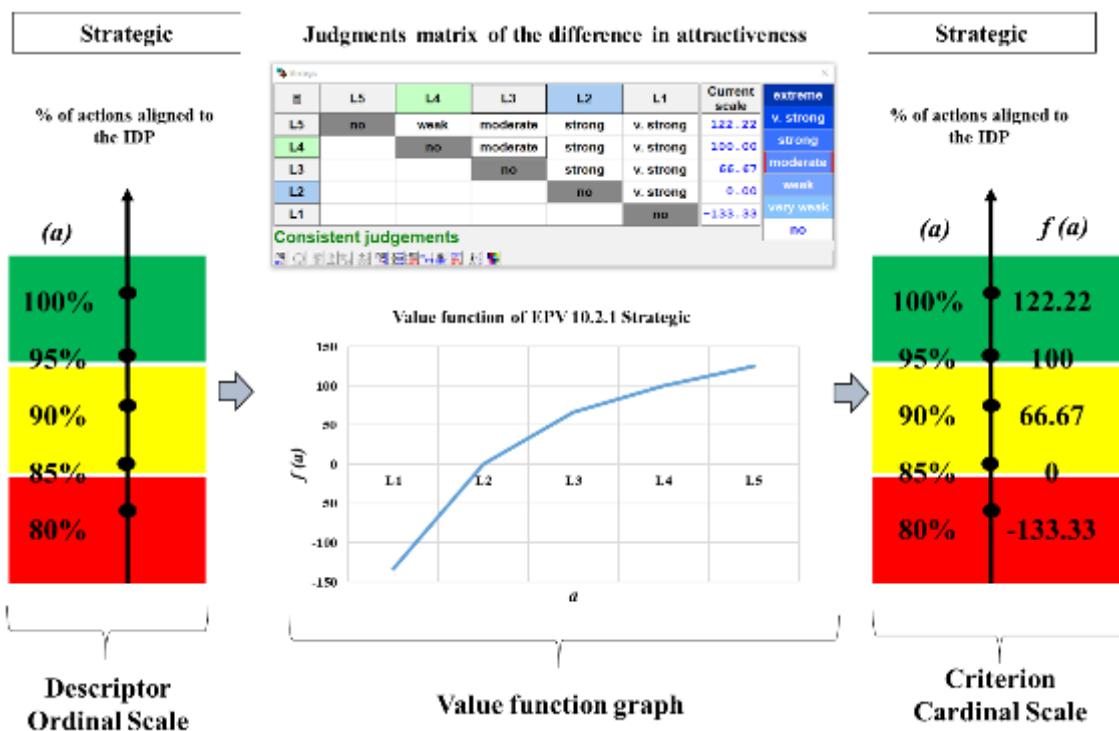 Strategic
Judgments matrix of the difference in attractiveness
Strategic
% of actions aligned to
the IDP
L5 L4 L3 L2 L1 Current
scale
L5 no weak moderate strong v. strong 122.22
L4 no moderate strong v. strong 100.00
L3 no strong v. strong 66.67
L2 no v. strong 0.00
L1 no -133.33
extreme
v. strong
strong
moderate
weak
very weak
no
Consistent judgements
% of actions aligned to
the IDP
(a)
100%
95%
90%
85%
80%
Value function of EPV 10.2.1 Strategic
150
100
50
0
-50
-100
-150
f (a)
L1 L2 L3 L4 L5
a
(a) f (a)
100% 122.22
95% 100
90% 66.67
85% 0
80% -133.33
Descriptor
Ordinal Scale
Value function graph
Criterion
Cardinal Scale